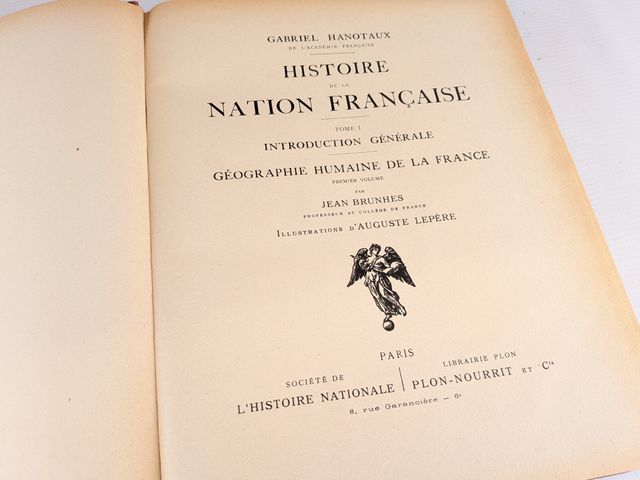 GABRIEL HANOTAUX
DE L'ACADÉMIE FRANÇAISE
HISTOIRE
DE LA
NATION FRANÇAISE
TOME I
INTRODUCTION GÉNÉRALE
GÉOGRAPHIE HUMAINE DE LA FRANCE
PREMIER VOLUME
PAR
JEAN BRUNHES
PROFESSEUR AU COLLÈGE DE FRANCE
ILLUSTRATIONS D'AUGUSTE LEPÈRE
PARIS
SOCIÉTÉ DE
L'HISTOIRE NATIONALE
LIBRAIRIE PLON
PLON-NOURRIT ET Cie
8, rue Garancière — 6e